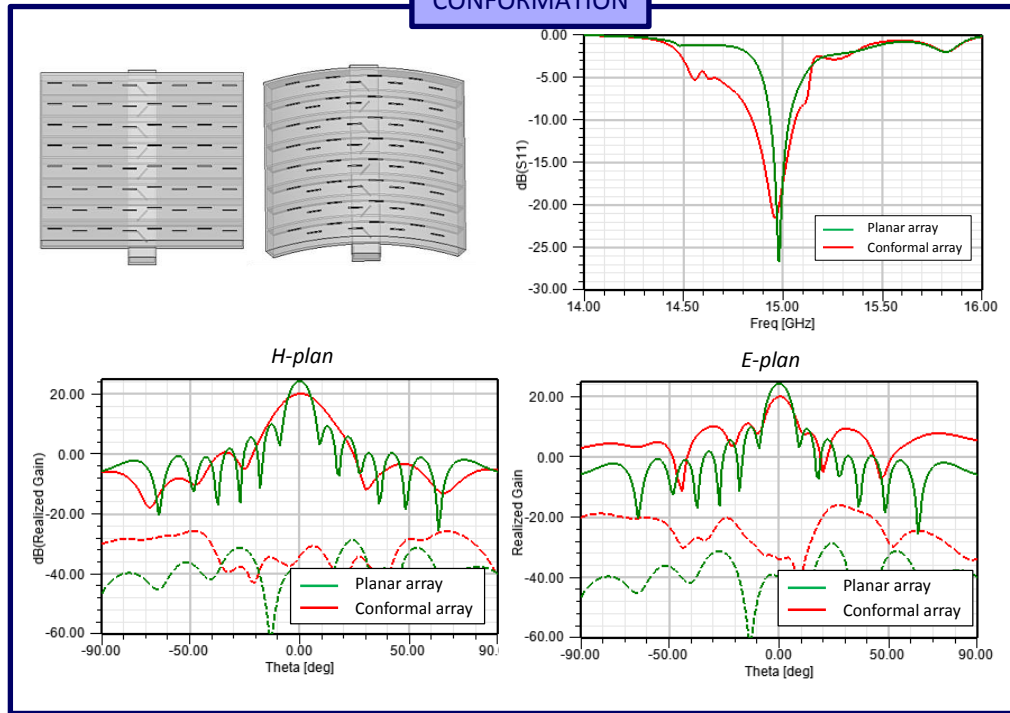 CONFORMATION
0.00
-5.00
-10.00
-15.00
-20.00
-25.00
-30.00
dB(S11)
Planar array
Conformal array
14.00 14.50 15.00 15.50 16.00
Freq [GHz]
H-plan
20.00
0.00
-20.00
-40.00
-60.00
dB(Realized Gain)
Planar array
Conformal array
-90.00 -50.00 0.00 50.00 90.
Theta [deg]
E-plan
20.00
0.00
-20.00
-40.00
-60.00
Realized Gain
Planar array
Conformal array
-90.00 -50.00 0.00 50.00 90.00
Theta [deg]